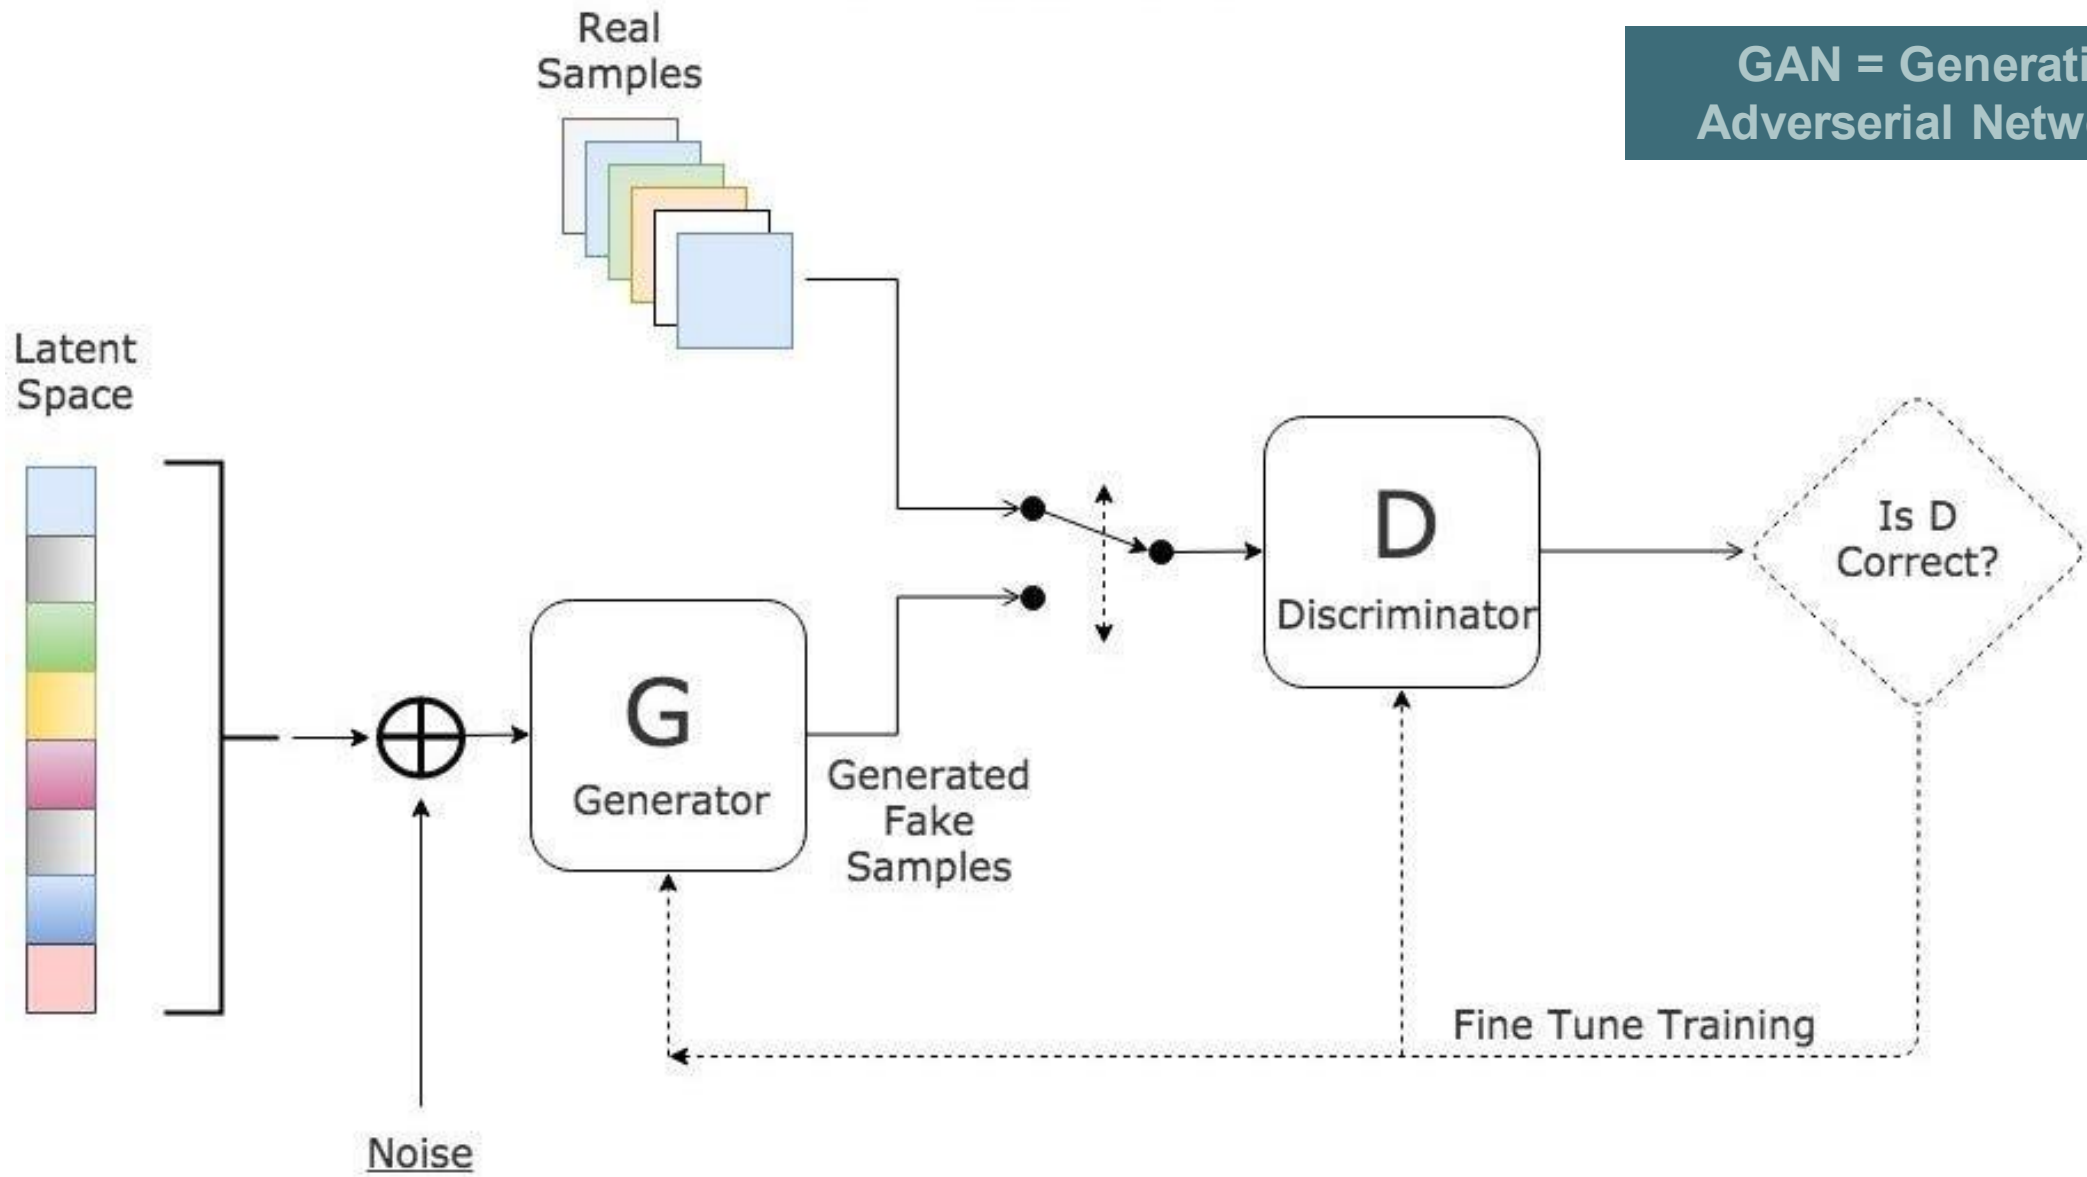 Real
Samples
GAN = Generati
Adverserial Netw
Latent
Space
D
Discriminator
Is D
Correct?
G
Generator
Generated
Fake
Samples
Fine Tune Training
Noise